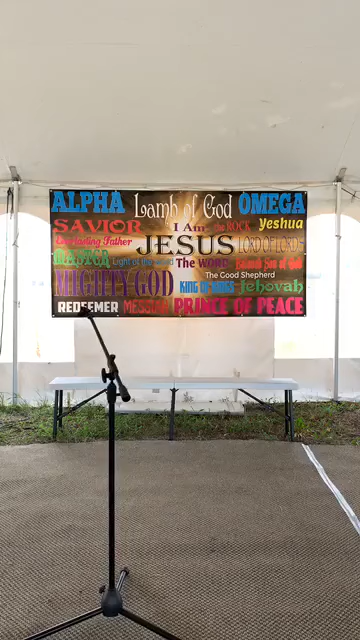 ALPHA Lamb of God OMEGA
SAVIOR I Am the ROCK Yeshua
Everlasting Father JESUS LORD OF LORDS
Light of the World The WORD
MIGHTY GOD The Good Shepherd
KING OF KINGS Jehovah
REDEEMER MESSIAH PRINCE OF PEACE